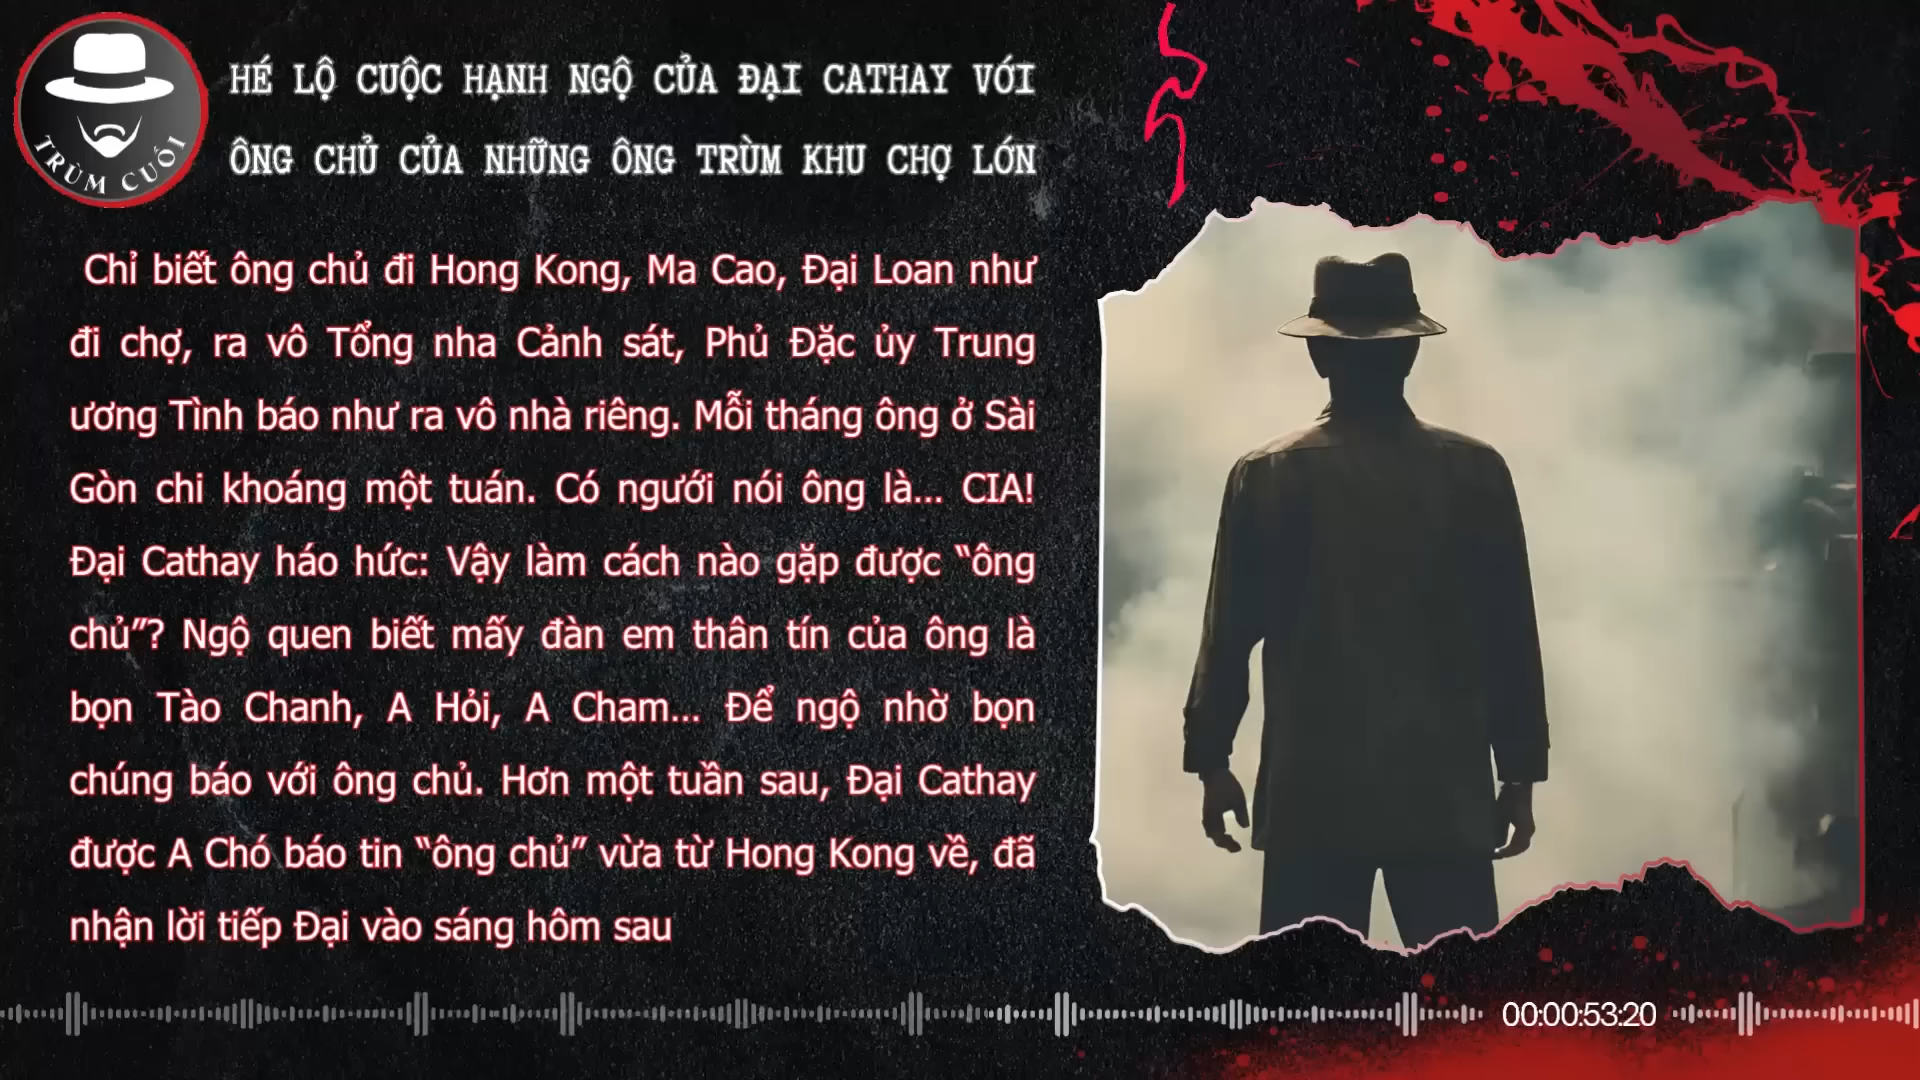 TRÙM CUỐI
HÉ LỘ CUỘC HẠNH NGỘ CỦA ĐẠI CATHAY VỚI
ÔNG CHỦ CỦA NHỮNG ÔNG TRÙM KHU CHỢ LỚN
Chỉ biết ông chủ đi Hong Kong, Ma Cao, Đại Loan như
đi chợ, ra vô Tổng nha Cảnh sát, Phủ Đặc ủy Trung
ương Tình báo như ra vô nhà riêng. Mỗi tháng ông ở Sài
Gòn chi khoáng một tuán. Có ngưới nói ông là... CIA!
Đại Cathay háo hức: Vậy làm cách nào gặp được “ông
chủ”? Ngộ quen biết mấy đàn em thân tín của ông là
bọn Tào Chanh, A Hỏi, A Cham... Để ngộ nhờ bọn
chúng báo với ông chủ. Hơn một tuần sau, Đại Cathay
được A Chó báo tin “ông chủ” vừa từ Hong Kong về, đã
nhận lời tiếp Đại vào sáng hôm sau
00:00:53:20